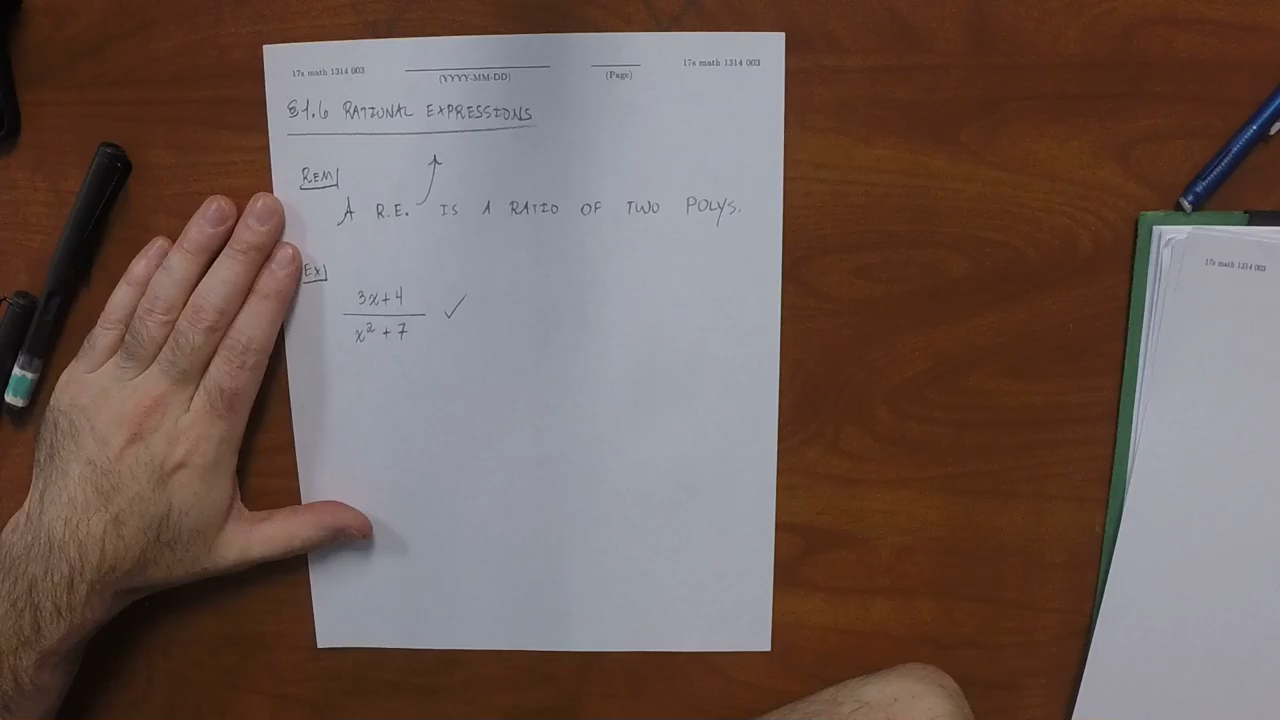 17s math 1314 003 (YYYY-MM-DD) (Page) 17s math 1314 003
§1.6 RATIONAL EXPRESSIONS
REM
A R.E. IS A RATIO OF TWO POLYS.
Ex
3x+4
x² + 7 ✓
17s math 1314 003